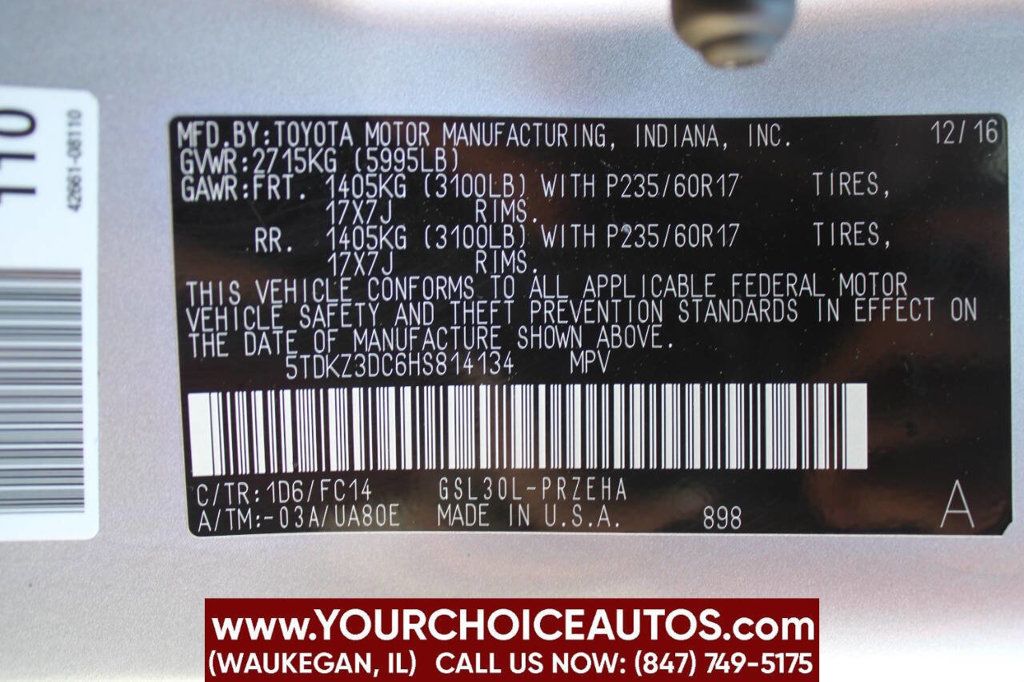 110
42661-08110
MFD.BY:TOYOTA MOTOR MANUFACTURING, INDIANA, INC. 12/16
GVWR:2715KG (5995LB)
GAWR:FRT. 1405KG (3100LB) WITH P235/60R17 TIRES,
17X7J RIMS.
RR. 1405KG (3100LB) WITH P235/60R17 TIRES,
17X7J RIMS.
THIS VEHICLE CONFORMS TO ALL APPLICABLE FEDERAL MOTOR
VEHICLE SAFETY AND THEFT PREVENTION STANDARDS IN EFFECT ON
THE DATE OF MANUFACTURE SHOWN ABOVE.
5TDKZ3DC6HS814134 MPV
C/TR:1D6/FC14 GSL30L-PRZEHA
A/TM:-03A/UA80E MADE IN U.S.A. 898 A
www.YOURCHOICEAUTOS.com
(WAUKEGAN, IL) CALL US NOW: (847) 749-5175